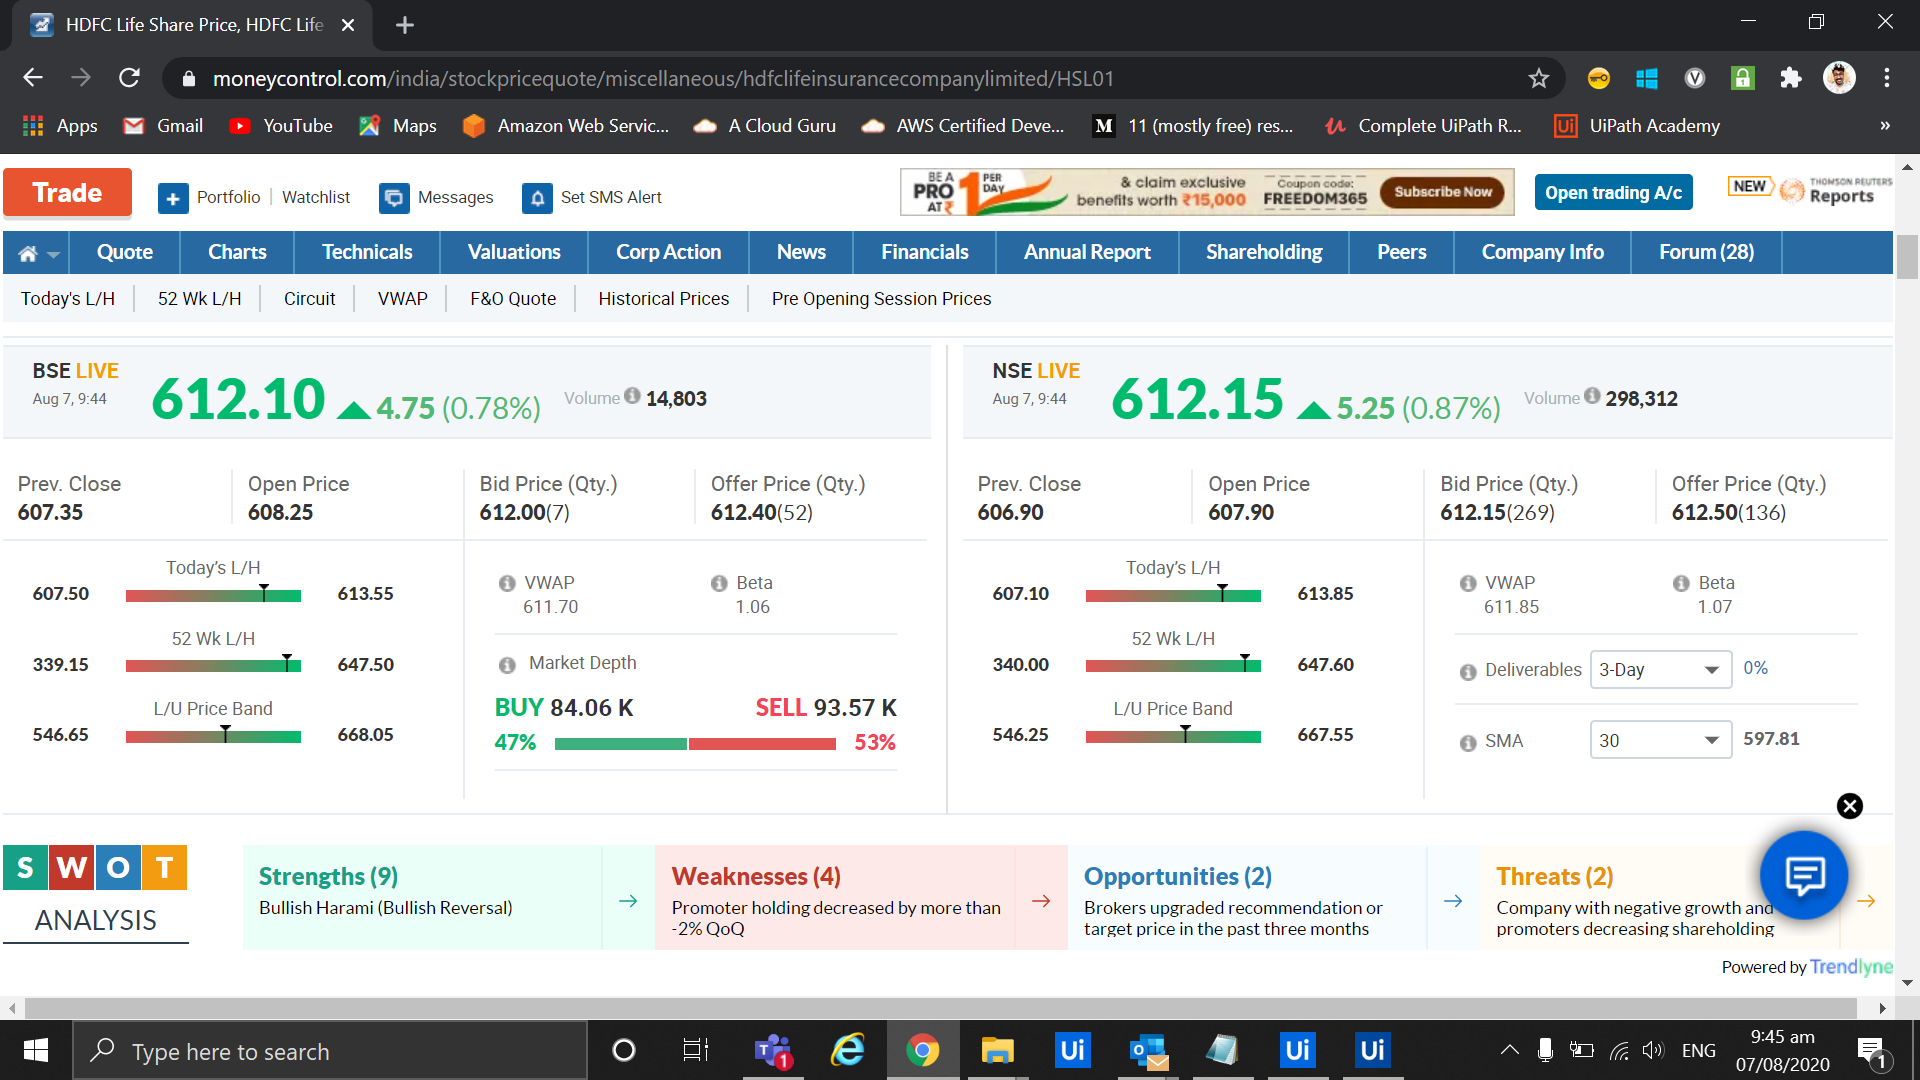 HDFC Life Share Price, HDFC Life
moneycontrol.com/india/stockpricequote/miscellaneous/hdfclifeinsurancecompanylimited/HSL01
Apps Gmail YouTube Maps Amazon Web Servic... A Cloud Guru AWS Certified Deve... M 11 (mostly free) res... Complete UiPath R... Ui UiPath Academy »
Trade Portfolio Watchlist Messages Set SMS Alert
BE A PRO AT ₹1 PER DAY
& claim exclusive
benefits worth ₹15,000
Coupon code:
FREEDOM365
Subscribe Now
Open trading A/c
NEW THOMSON REUTERS
Reports
Quote Charts Technicals Valuations Corp Action News Financials Annual Report Shareholding Peers Company Info Forum (28)
Today's L/H 52 Wk L/H Circuit VWAP F&O Quote Historical Prices Pre Opening Session Prices
BSE LIVE
Aug 7, 9:44
612.10 4.75 (0.78%) Volume 14,803
Prev. Close Open Price Bid Price (Qty.) Offer Price (Qty.)
607.35 608.25 612.00(7) 612.40(52)
Today's L/H
607.50 613.55
52 Wk L/H
339.15 647.50
L/U Price Band
546.65 668.05
VWAP Beta
611.70 1.06
Market Depth
BUY 84.06 K SELL 93.57 K
47% 53%
NSE LIVE
Aug 7, 9:44
612.15 5.25 (0.87%) Volume 298,312
Prev. Close Open Price Bid Price (Qty.) Offer Price (Qty.)
606.90 607.90 612.15(269) 612.50(136)
Today's L/H
607.10 613.85
52 Wk L/H
340.00 647.60
L/U Price Band
546.25 667.55
VWAP Beta
611.85 1.07
Deliverables 3-Day 0%
SMA 30 597.81
SWOT
ANALYSIS
Strengths (9)
Bullish Harami (Bullish Reversal)
Weaknesses (4)
Promoter holding decreased by more than
-2% QoQ
Opportunities (2)
Brokers upgraded recommendation or
target price in the past three months
Threats (2)
Company with negative growth and
promoters decreasing shareholding
Powered by Trendlyne
Type here to search
1
Ui
Ui
Ui
ENG
9:45 am
07/08/2020
1